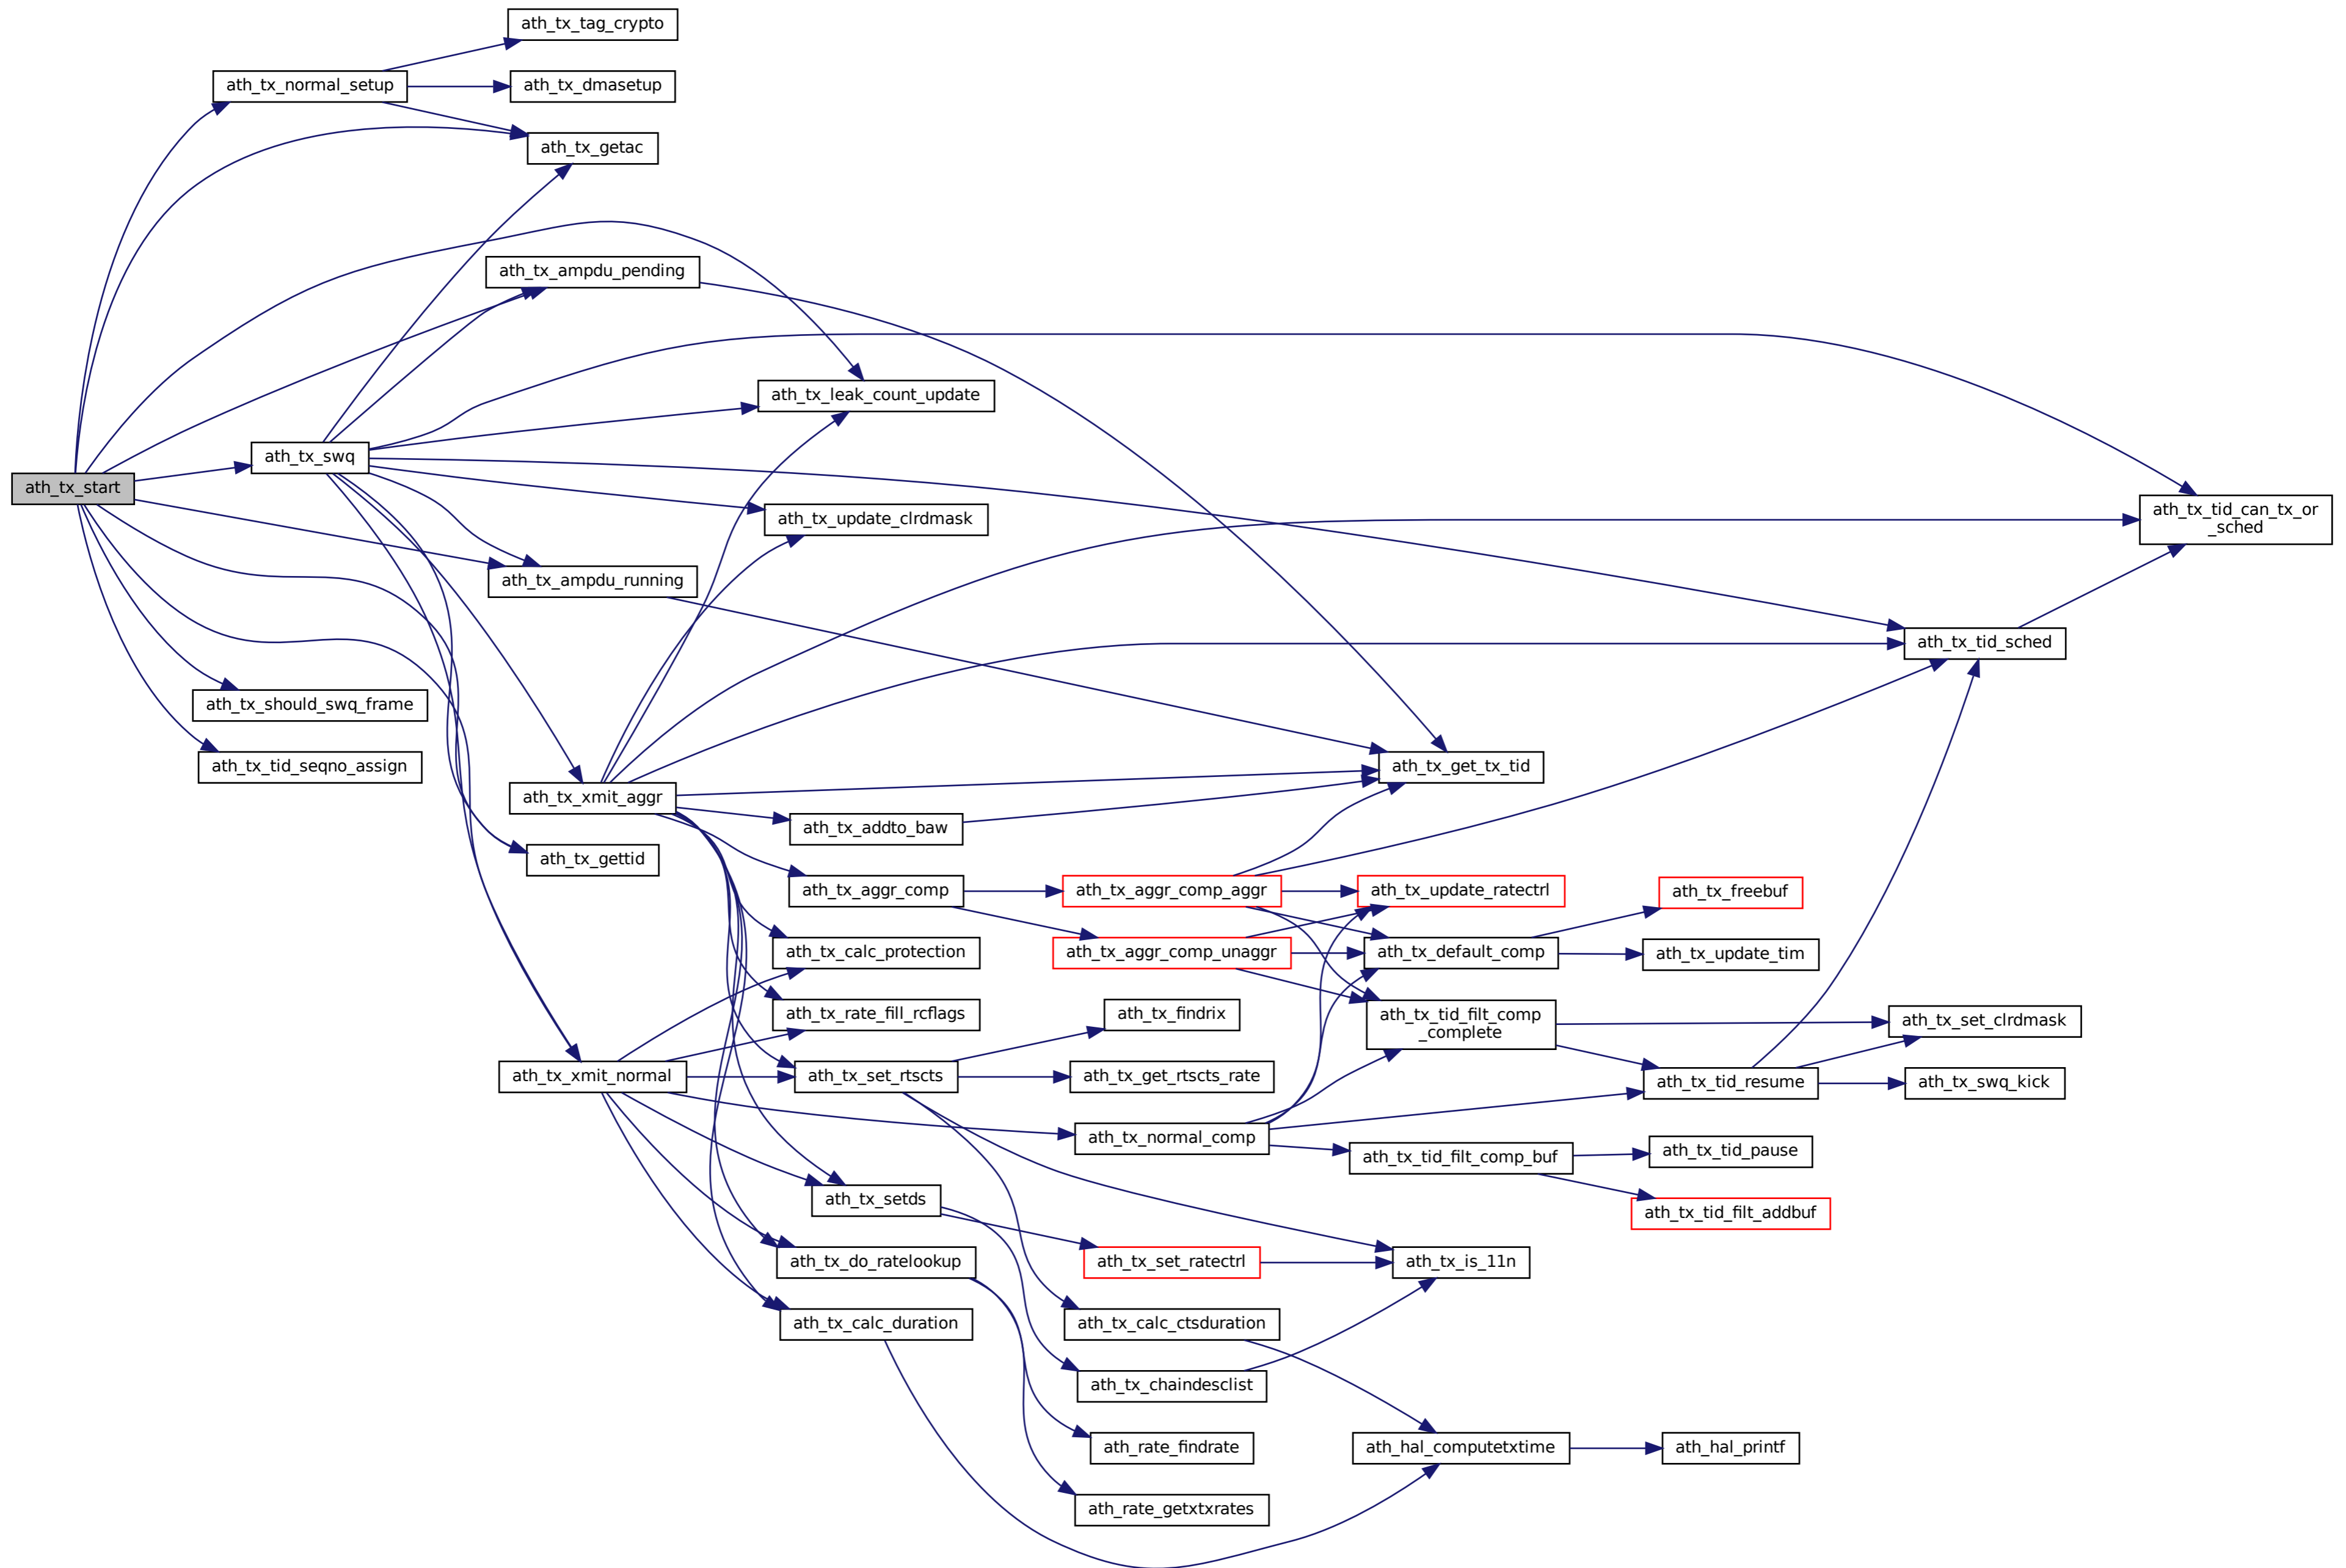 ath_tx_tag_crypto
ath_tx_normal_setup
ath_tx_dmasetup
ath_tx_getac
ath_tx_ampdu_pending
ath_tx_leak_count_update
ath_tx_swq
ath_tx_start
ath_tx_update_clrdmask
ath_tx_tid_can_tx_or
_sched
ath_tx_ampdu_running
ath_tx_tid_sched
ath_tx_should_swq_frame
ath_tx_tid_seqno_assign
ath_tx_get_tx_tid
ath_tx_xmit_aggr
ath_tx_addto_baw
ath_tx_gettid
ath_tx_aggr_comp
ath_tx_aggr_comp_aggr
ath_tx_update_ratectrl
ath_tx_freebuf
ath_tx_calc_protection
ath_tx_aggr_comp_unaggr
ath_tx_default_comp
ath_tx_update_tim
ath_tx_rate_fill_rcflags
ath_tx_findrix
ath_tx_tid_filt_comp
_complete
ath_tx_set_clrdmask
ath_tx_xmit_normal
ath_tx_set_rtscts
ath_tx_get_rtscts_rate
ath_tx_tid_resume
ath_tx_swq_kick
ath_tx_normal_comp
ath_tx_tid_filt_comp_buf
ath_tx_tid_pause
ath_tx_setds
ath_tx_tid_filt_addbuf
ath_tx_do_ratelookup
ath_tx_set_ratectrl
ath_tx_is_11n
ath_tx_calc_duration
ath_tx_calc_ctsduration
ath_tx_chaindesclist
ath_rate_findrate
ath_hal_computetxtime
ath_hal_printf
ath_rate_getxtxrates